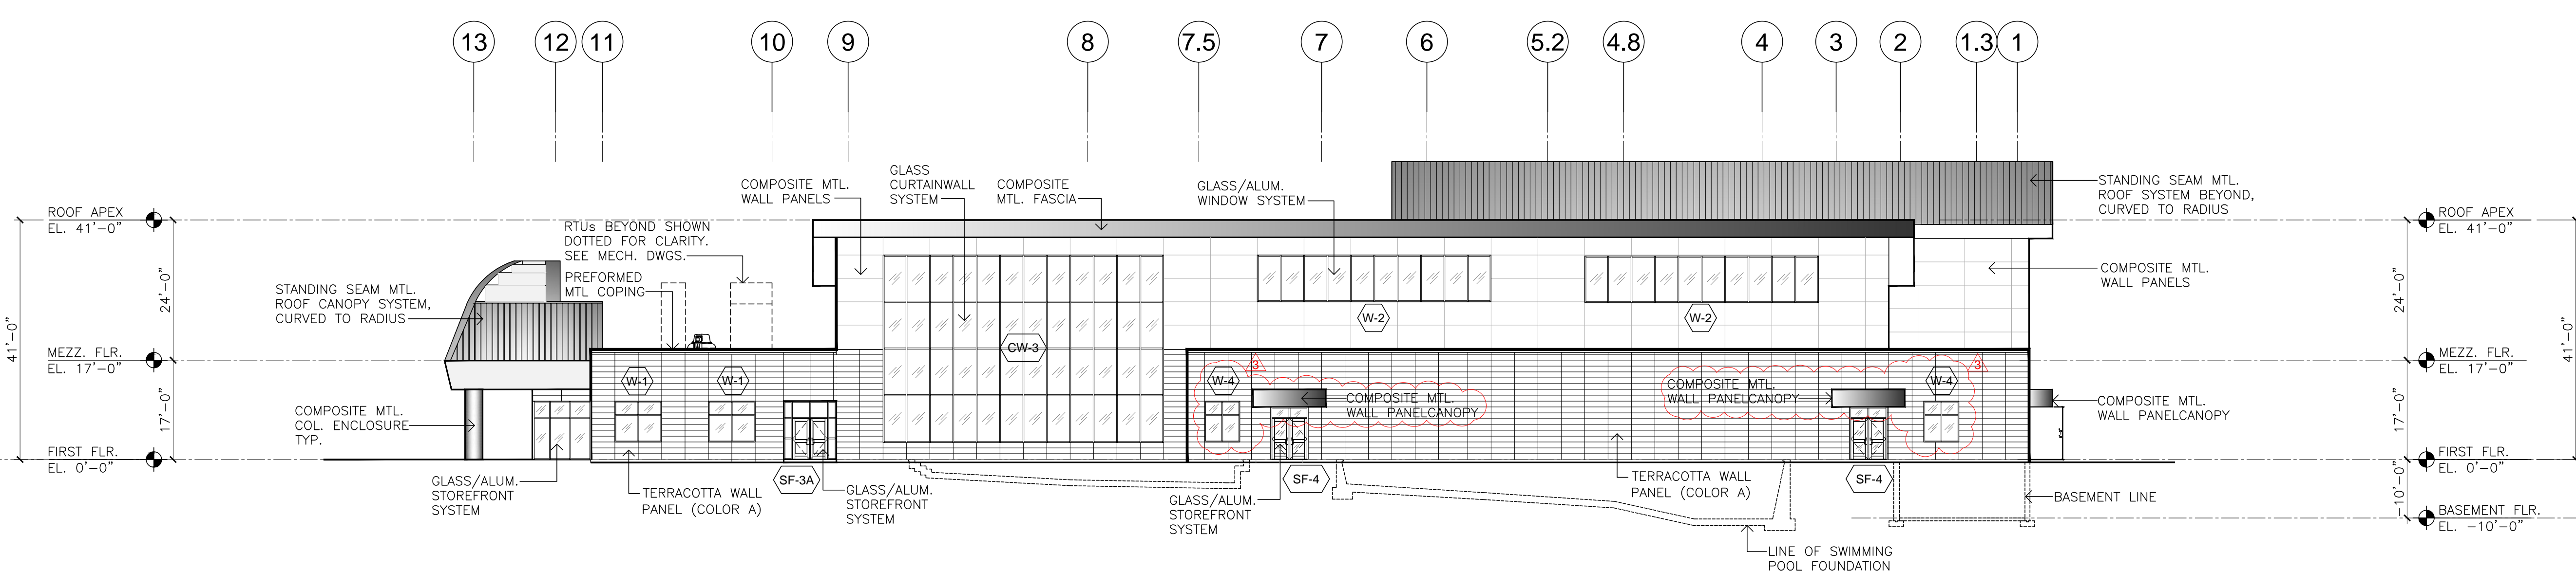 13
12
11
10
9
8
7.5
7
6
5.2
4.8
4
3
2
1.3
1
ROOF APEX
EL. 41'-0"
MEZZ. FLR.
EL. 17'-0"
FIRST FLR.
EL. 0'-0"
41'-0"
24'-0"
17'-0"
STANDING SEAM MTL.
ROOF CANOPY SYSTEM,
CURVED TO RADIUS
COMPOSITE MTL.
COL. ENCLOSURE
TYP.
GLASS/ALUM.
STOREFRONT
SYSTEM
RTUs BEYOND SHOWN
DOTTED FOR CLARITY.
SEE MECH. DWGS.
PREFORMED
MTL COPING
W-1
W-1
TERRACOTTA WALL
PANEL (COLOR A)
SF-3A
GLASS/ALUM.
STOREFRONT
SYSTEM
COMPOSITE MTL.
WALL PANELS
GLASS
CURTAINWALL
SYSTEM
COMPOSITE
MTL. FASCIA
CW-3
GLASS/ALUM.
WINDOW SYSTEM
W-2
W-2
3
W-4
COMPOSITE MTL.
WALL PANELCANOPY
GLASS/ALUM.
STOREFRONT
SYSTEM
SF-4
COMPOSITE MTL.
WALL PANELCANOPY
3
W-4
TERRACOTTA WALL
PANEL (COLOR A)
SF-4
LINE OF SWIMMING
POOL FOUNDATION
BASEMENT LINE
STANDING SEAM MTL.
ROOF SYSTEM BEYOND,
CURVED TO RADIUS
COMPOSITE MTL.
WALL PANELS
COMPOSITE MTL.
WALL PANELCANOPY
24'-0"
17'-0"
-10'-0"
ROOF APEX
EL. 41'-0"
MEZZ. FLR.
EL. 17'-0"
FIRST FLR.
EL. 0'-0"
BASEMENT FLR.
EL. -10'-0"
41'-0"